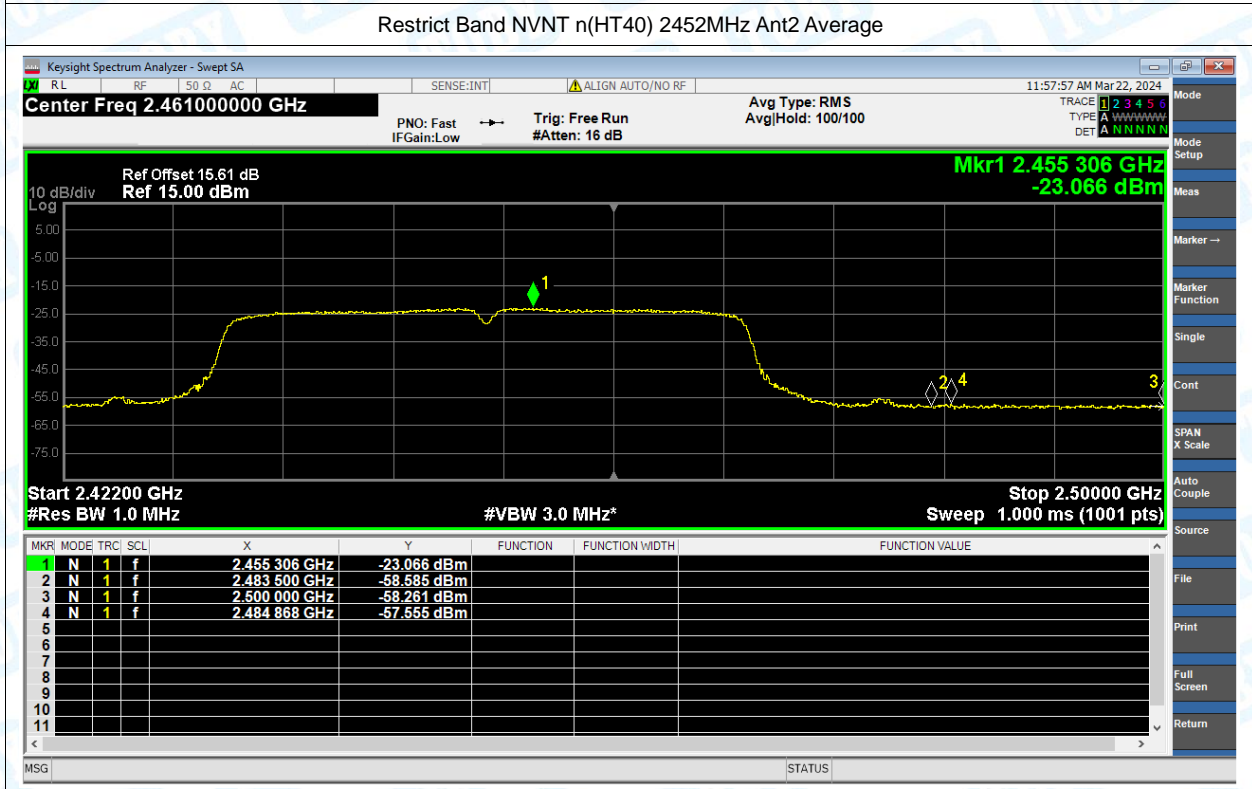 Restrict Band NVNT n(HT40) 2452MHz Ant2 Average
Keysight Spectrum Analyzer - Swept SA
LXI RL RF 50 Ω AC SENSE:INT ALIGN AUTO/NO RF 11:57:57 AM Mar 22, 2024
Center Freq 2.461000000 GHz
PNO: Fast
IFGain:Low
Trig: Free Run
#Atten: 16 dB
Avg Type: RMS
Avg|Hold: 100/100
TRACE 1 2 3 4 5 6
TYPE A WWWWW
DET A N N N N N
Mkr1 2.455 306 GHz
-23.066 dBm
Ref Offset 15.61 dB
10 dB/div Ref 15.00 dBm
Log
5.00
-5.00
-15.0
-25.0
-35.0
-45.0
-55.0
-65.0
-75.0
1
2 4
3
Start 2.42200 GHz Stop 2.50000 GHz
#Res BW 1.0 MHz #VBW 3.0 MHz* Sweep 1.000 ms (1001 pts)
MKR MODE TRC SCL X Y FUNCTION FUNCTION WIDTH FUNCTION VALUE
1 N 1 f 2.455 306 GHz -23.066 dBm
2 N 1 f 2.483 500 GHz -58.585 dBm
3 N 1 f 2.500 000 GHz -58.261 dBm
4 N 1 f 2.484 868 GHz -57.555 dBm
5
6
7
8
9
10
11
MSG STATUS
Mode
Mode
Setup
Meas
Marker →
Marker
Function
Single
Cont
SPAN
X Scale
Auto
Couple
Source
File
Print
Full
Screen
Return